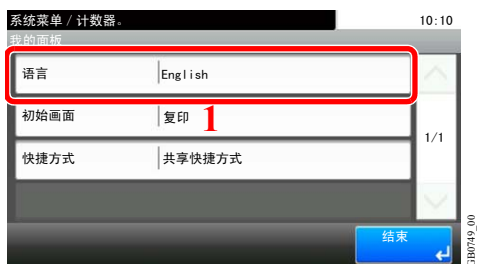 系统菜单 / 计数器。 10:10
我的面板
语言 English
初始画面 复印
1
1/1
快捷方式 共享快捷方式
结束
GB0749_00